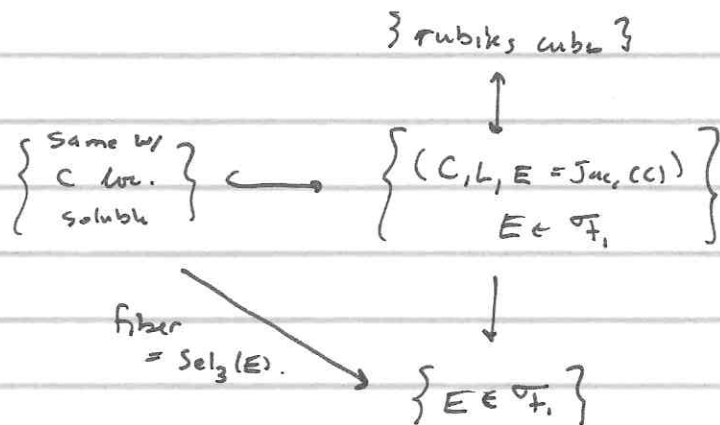 } rubiks cube }
{ Same w/
C loc.
soluble }
{ (C, L, E = Jac (C))
E ∈ F₁ }
fiber
= Sel₃(E).
{ E ∈ F₁ }